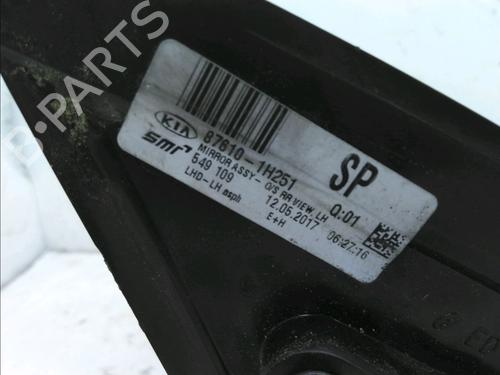 B-PARTS
KIA 87610-1H251 SP
MIRROR ASSY- O/S RR VIEW, LH Q:01
smr 549 109 12.05.2017 06:27:16
LHD-LH asph E+H